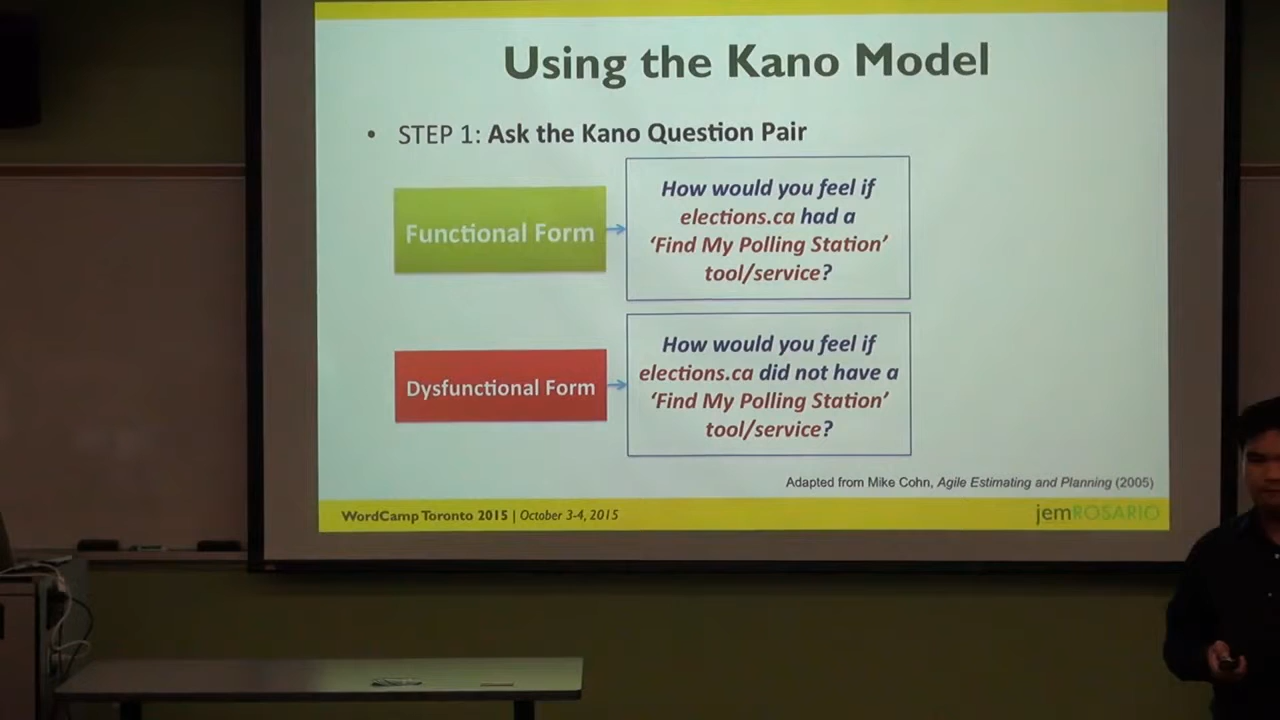 Using the Kano Model
• STEP 1: Ask the Kano Question Pair
Functional Form
How would you feel if
elections.ca had a
‘Find My Polling Station’
tool/service?
Dysfunctional Form
How would you feel if
elections.ca did not have a
‘Find My Polling Station’
tool/service?
Adapted from Mike Cohn, Agile Estimating and Planning (2005)
WordCamp Toronto 2015 | October 3-4, 2015
jemROSARIO